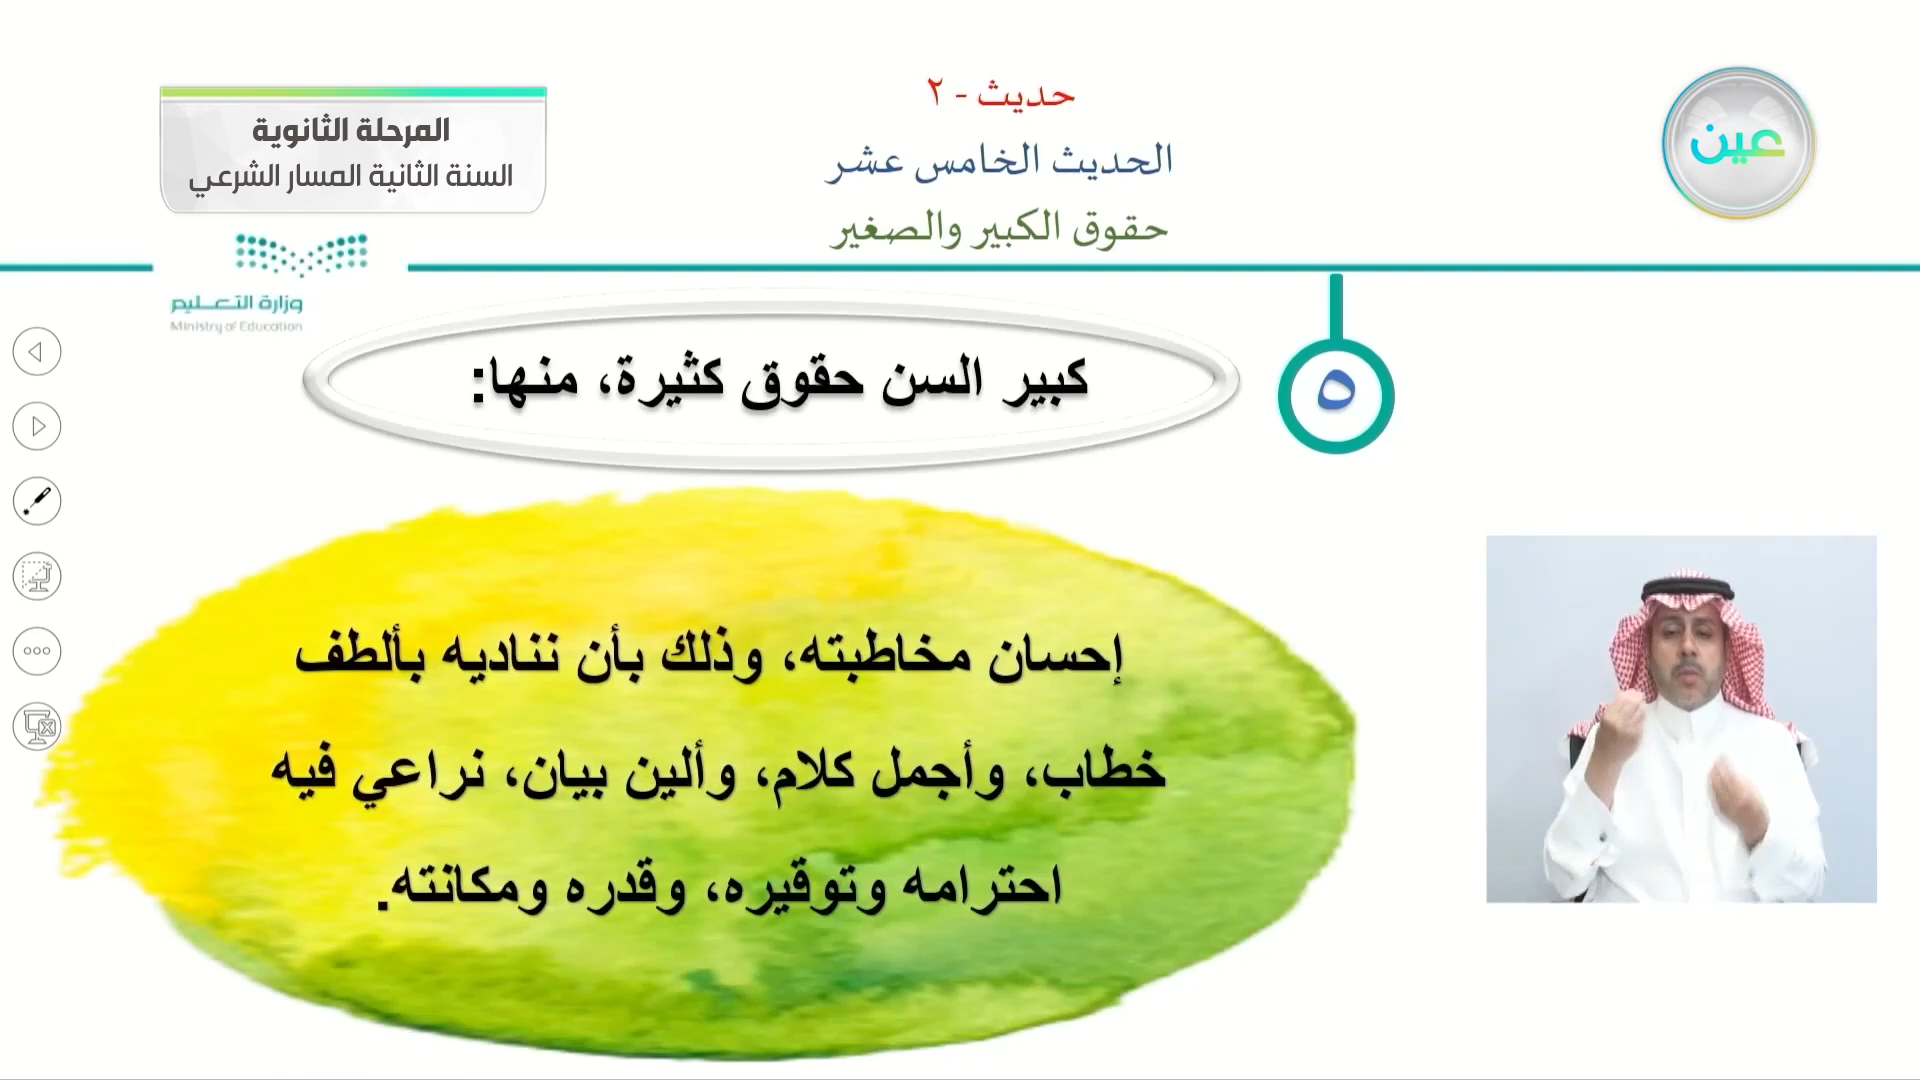 حديث - ٢
الحديث الخامس عشر
حقوق الكبير والصغير
عين
المرحلة الثانوية
السنة الثانية المسار الشرعي
وزارة التعليم
Ministry of Education
٥
كبير السن حقوق كثيرة، منها:
إحسان مخاطبته، وذلك بأن نناديه بألطف
خطاب، وأجمل كلام، وألين بيان، نراعي فيه
احترامه وتوقيره، وقدره ومكانته.